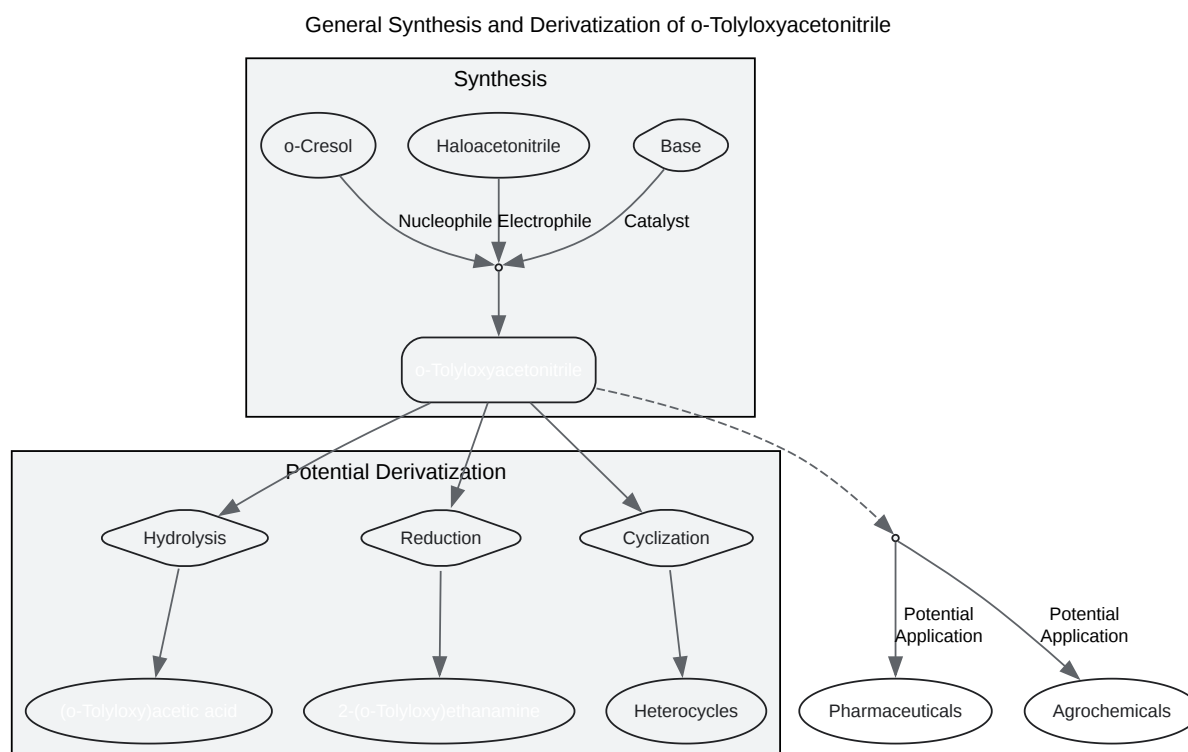 General Synthesis and Derivatization of o-Tolyloxyacetonitrile
Synthesis
o-Cresol
Haloacetonitrile
Base
Nucleophile
Electrophile
Catalyst
o-Tolyloxyacetonitrile
Potential Derivatization
Hydrolysis
Reduction
Cyclization
Potential
Application
Potential
Application
(o-Tolyloxy)acetic acid
2-(o-Tolyloxy)ethanamine
Heterocycles
Pharmaceuticals
Agrochemicals